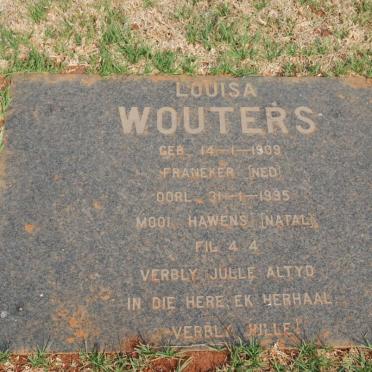 LOUISA
WOUTERS
GEB. 14-1-1909
FRANEKER (NED)
OORL. 31-1-1995
MOOI HAWENS (NATAL)
FIL 4 4
VERBLY JULLE ALTYD
IN DIE HERE EK HERHAAL
VERBLY JULLE!